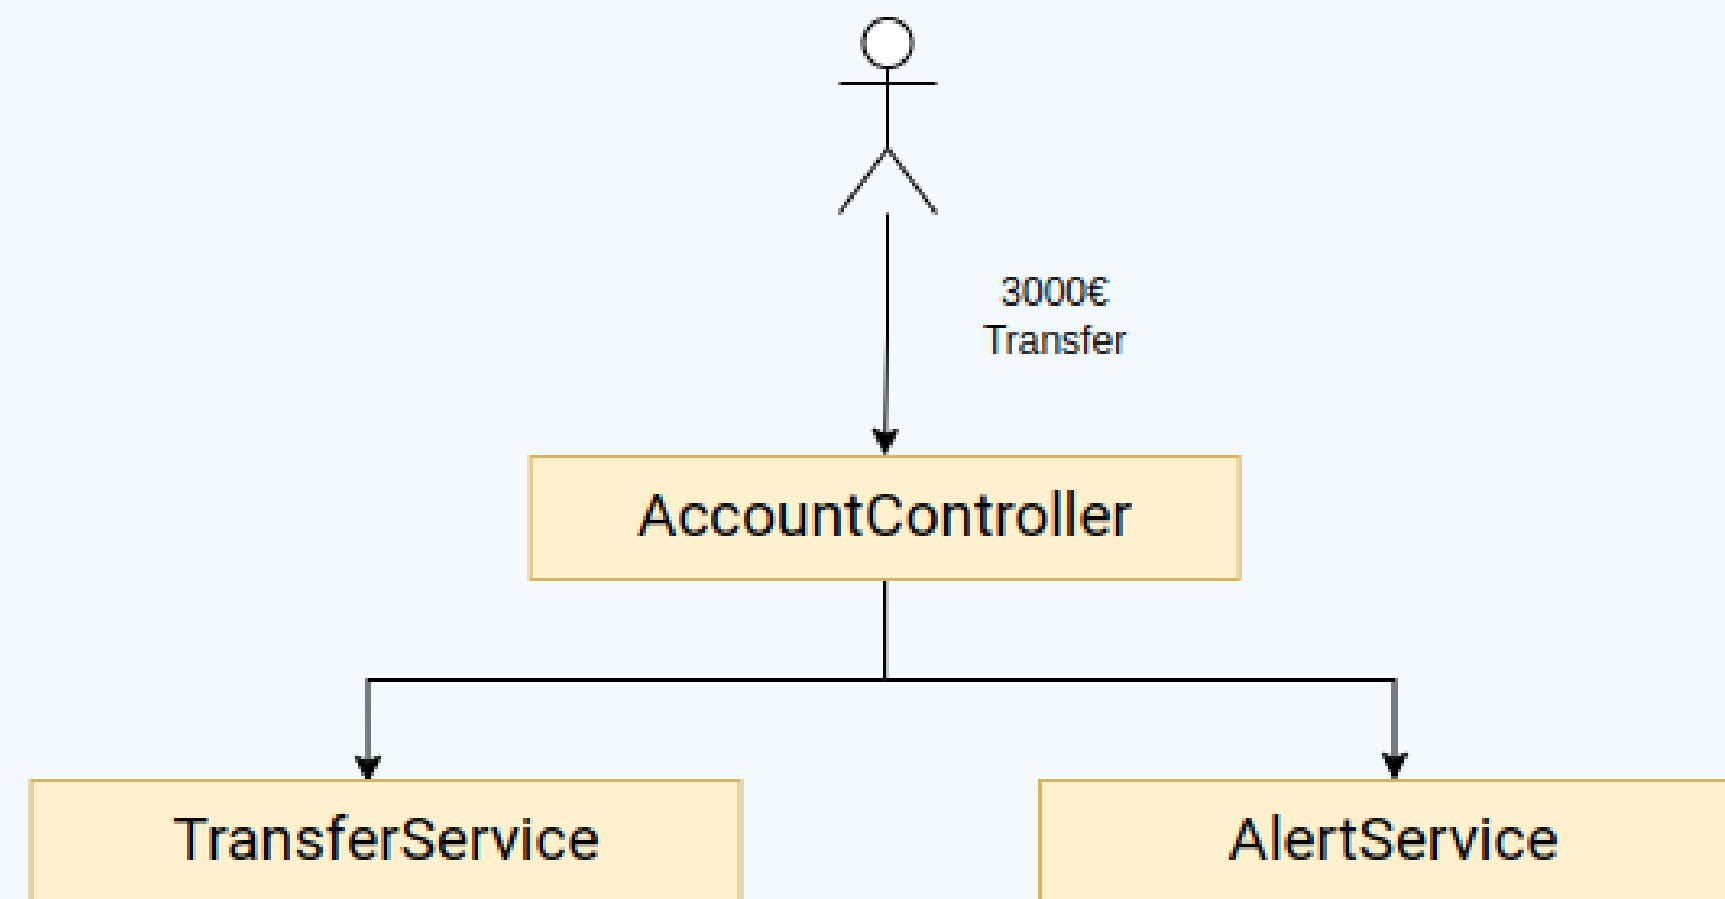 3000€
Transfer
AccountController
TransferService
AlertService